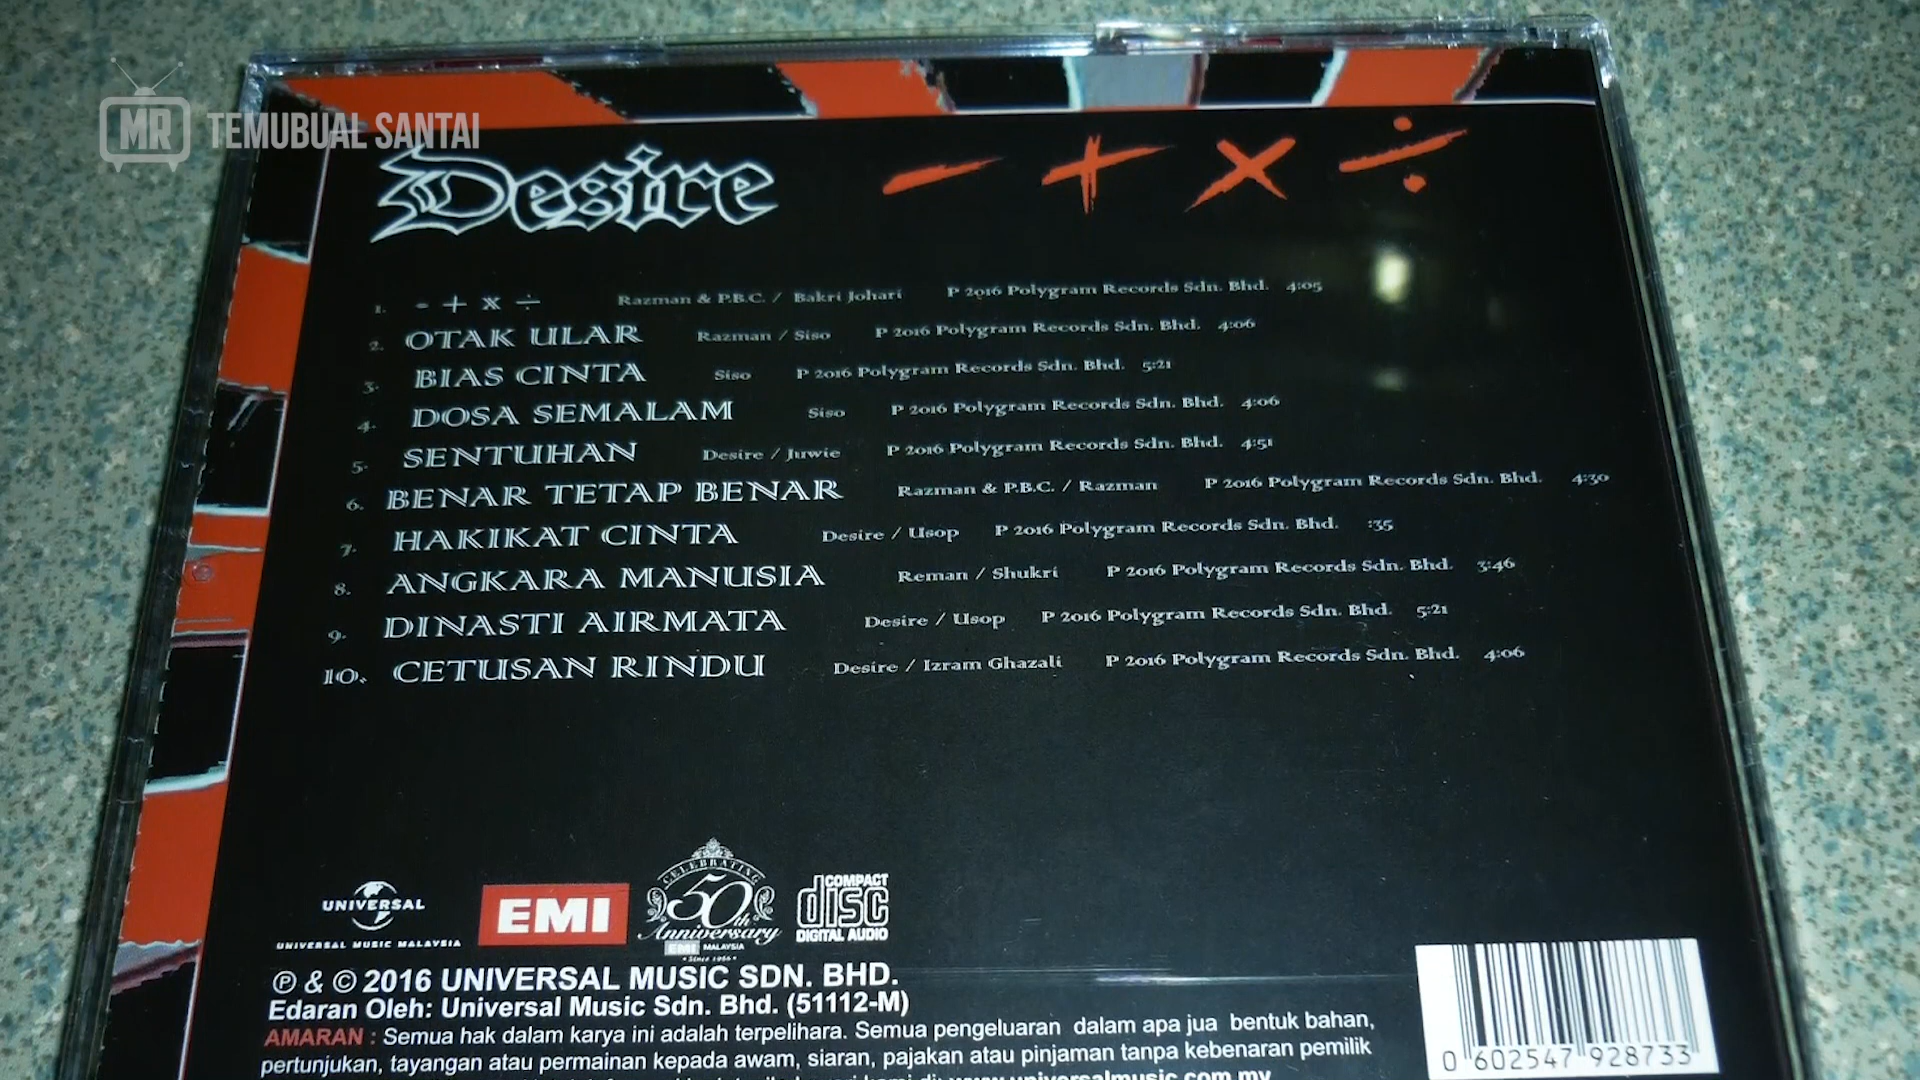 MR TEMUBUAL SANTAI
Desire - + x ÷
1. - + x ÷ Razman & P.B.C. / Bakri Johari P 2016 Polygram Records Sdn. Bhd. 4:05
2. OTAK ULAR Razman / Siso P 2016 Polygram Records Sdn. Bhd. 4:06
3. BIAS CINTA Siso P 2016 Polygram Records Sdn. Bhd. 5:21
4. DOSA SEMALAM Siso P 2016 Polygram Records Sdn. Bhd. 4:06
5. SENTUHAN Desire / Juwie P 2016 Polygram Records Sdn. Bhd. 4:51
6. BENAR TETAP BENAR Razman & P.B.C. / Razman P 2016 Polygram Records Sdn. Bhd. 4:30
7. HAKIKAT CINTA Desire / Usop P 2016 Polygram Records Sdn. Bhd. :35
8. ANGKARA MANUSIA Reman / Shukri P 2016 Polygram Records Sdn. Bhd. 3:46
9. DINASTI AIRMATA Desire / Usop P 2016 Polygram Records Sdn. Bhd. 5:21
10. CETUSAN RINDU Desire / Izram Ghazali P 2016 Polygram Records Sdn. Bhd. 4:06
UNIVERSAL
UNIVERSAL MUSIC MALAYSIA
EMI
CELEBRATING
50th
Anniversary
EMI MALAYSIA
• Since 1966 •
COMPACT
disc
DIGITAL AUDIO
℗ & © 2016 UNIVERSAL MUSIC SDN. BHD.
Edaran Oleh: Universal Music Sdn. Bhd. (51112-M)
AMARAN : Semua hak dalam karya ini adalah terpelihara. Semua pengeluaran dalam apa jua bentuk bahan,
pertunjukan, tayangan atau permainan kepada awam, siaran, pajakan atau pinjaman tanpa kebenaran pemilik
www.universalmusic.com.my
0 602547 928733